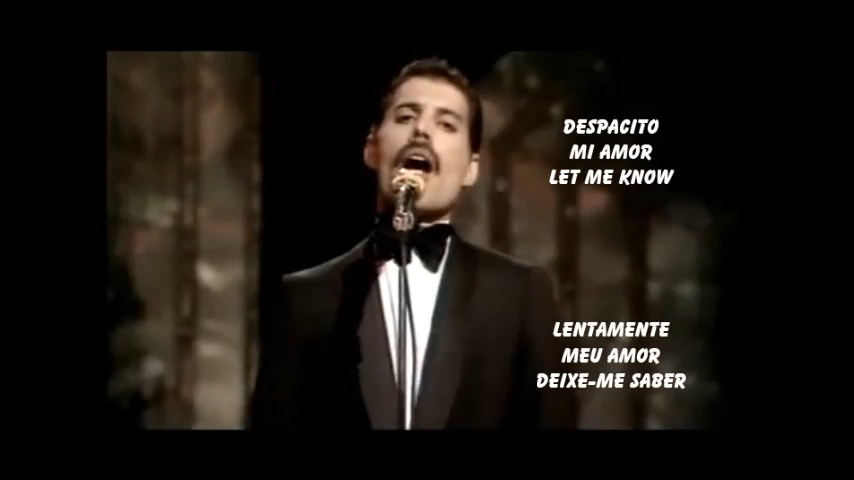 DESPACITO
MI AMOR
LET ME KNOW
LENTAMENTE
MEU AMOR
DEIXE-ME SABER